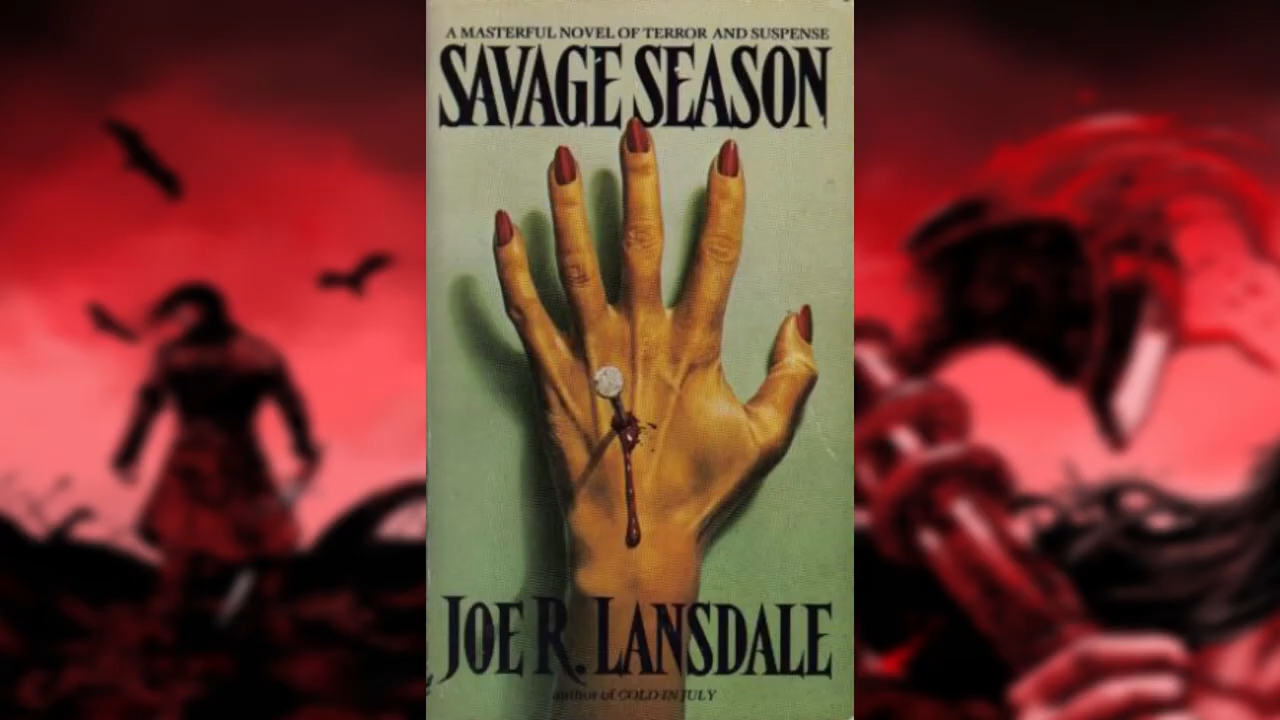 A MASTERFUL NOVEL OF TERROR AND SUSPENSE
SAVAGE SEASON
JOE R. LANSDALE
author of COLD IN JULY